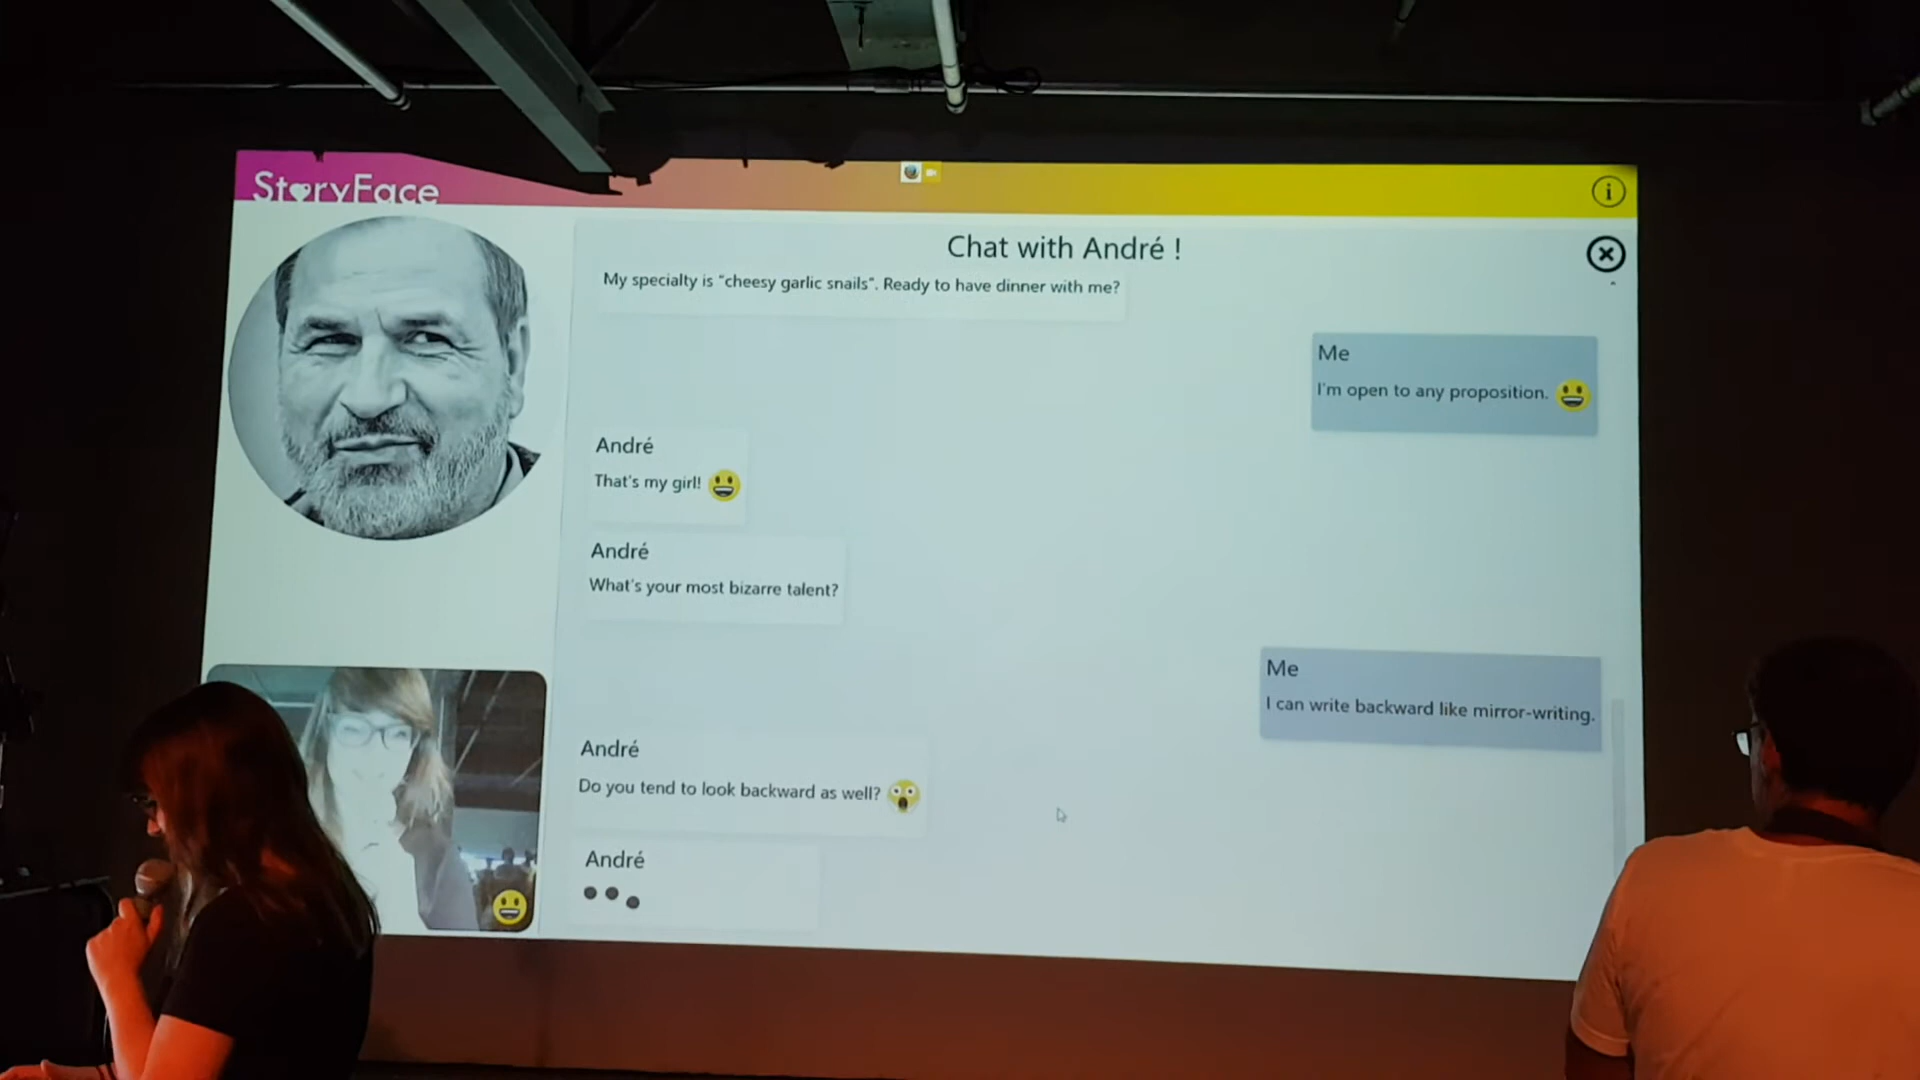 StoryFace
i
Chat with André !
My specialty is "cheesy garlic snails". Ready to have dinner with me?
Me
I'm open to any proposition.
André
That's my girl!
André
What's your most bizarre talent?
Me
I can write backward like mirror-writing.
André
Do you tend to look backward as well?
André